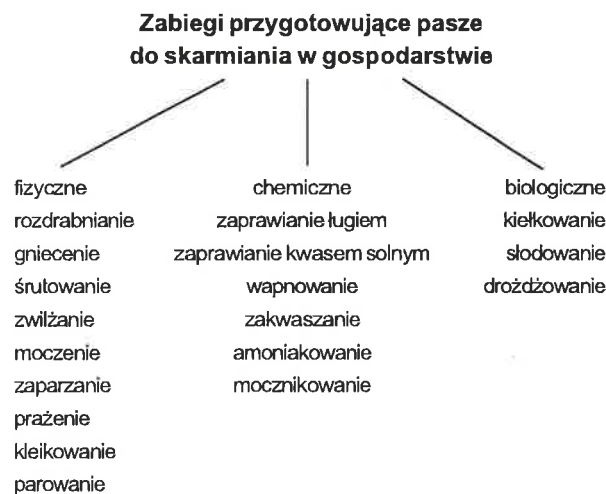 Zabiegi przygotowujące pasze
do skarmiania w gospodarstwie
fizyczne
rozdrabnianie
gniecenie
śrutowanie
zwilżanie
moczenie
zaparzanie
prażenie
kleikowanie
parowanie
chemiczne
zaprawianie ługiem
zaprawianie kwasem solnym
wapnowanie
zakwaszanie
amoniakowanie
mocznikowanie
biologiczne
kiełkowanie
słodowanie
drożdżowanie